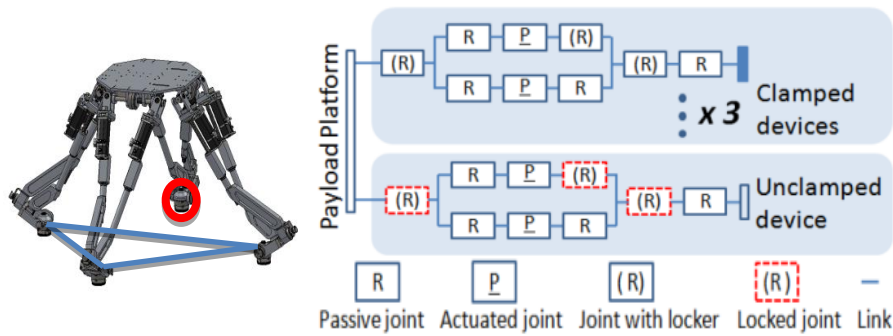 Payload Platform
(R)
R P (R)
R P R
(R) R
x 3
Clamped
devices
(R)
R P (R)
R P R
(R) R
Unclamped
device
R P (R) (R)
Passive joint Actuated joint Joint with locker Locked joint Link